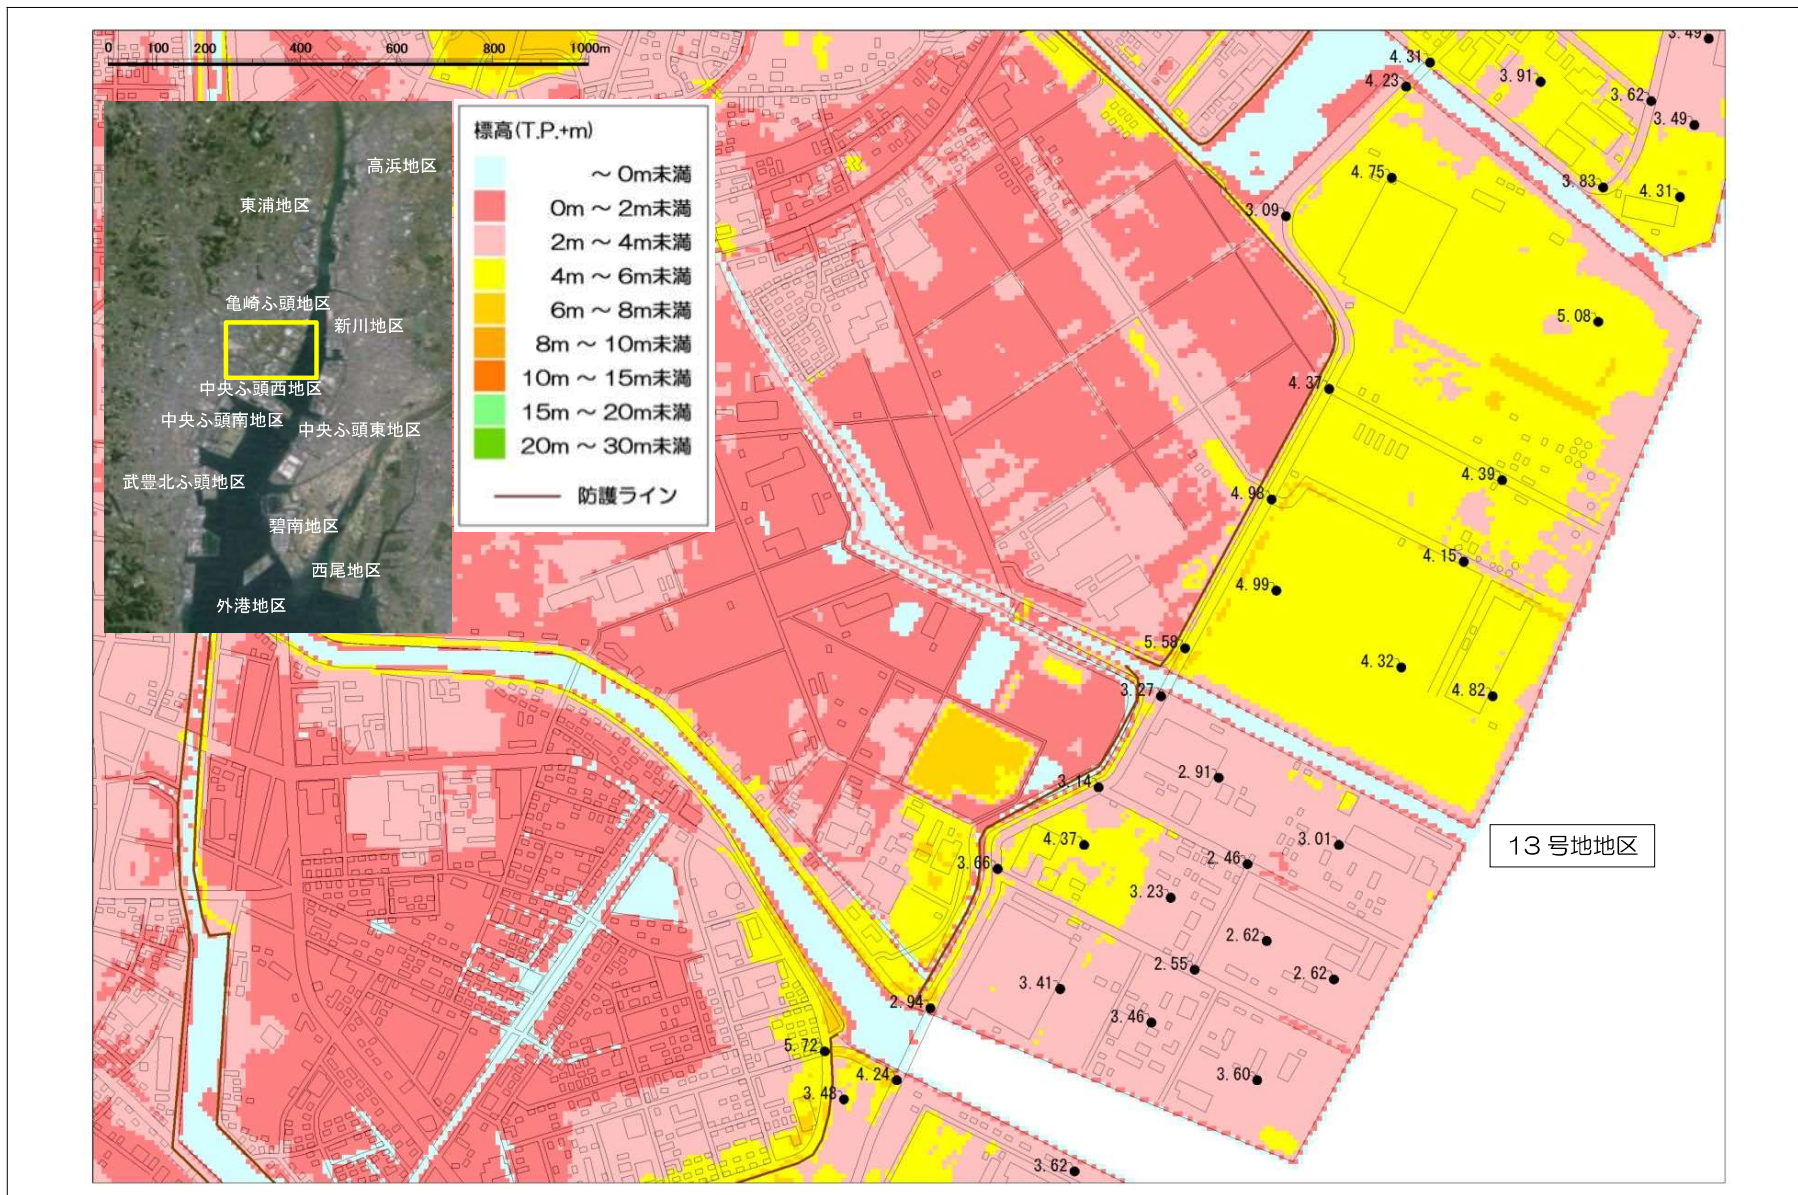 0 100 200 400 600 800 1000m
高浜地区
東浦地区
亀崎ふ頭地区
新川地区
中央ふ頭西地区
中央ふ頭南地区
中央ふ頭東地区
武豊北ふ頭地区
碧南地区
西尾地区
外港地区
標高(T.P.+m)
～ 0m未満
0m ～ 2m未満
2m ～ 4m未満
4m ～ 6m未満
6m ～ 8m未満
8m ～ 10m未満
10m ～ 15m未満
15m ～ 20m未満
20m ～ 30m未満
防護ライン
3.49
4.31
3.91
4.23
3.62
3.49
4.75
3.83
4.31
3.09
5.08
4.37
4.39
4.98
4.15
4.99
5.58
4.32
3.27
4.82
2.91
3.14
4.37
3.01
3.66
2.46
3.23
2.62
2.55
2.62
3.41
2.94
3.46
5.72
4.24
3.48
3.60
3.62
13号地地区